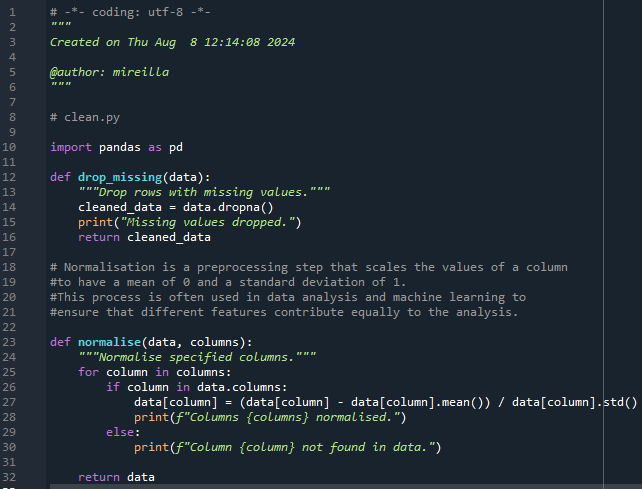 1 # -*- coding: utf-8 -*-
2 """
3 Created on Thu Aug  8 12:14:08 2024
4
5 @author: mireilla
6 """
7
8 # clean.py
9
10 import pandas as pd
11
12 def drop_missing(data):
13     """Drop rows with missing values."""
14     cleaned_data = data.dropna()
15     print("Missing values dropped.")
16     return cleaned_data
17
18 # Normalisation is a preprocessing step that scales the values of a column
19 #to have a mean of 0 and a standard deviation of 1.
20 #This process is often used in data analysis and machine learning to
21 #ensure that different features contribute equally to the analysis.
22
23 def normalise(data, columns):
24     """Normalise specified columns."""
25     for column in columns:
26         if column in data.columns:
27             data[column] = (data[column] - data[column].mean()) / data[column].std()
28             print(f"Columns {columns} normalised.")
29         else:
30             print(f"Column {column} not found in data.")
31
32     return data